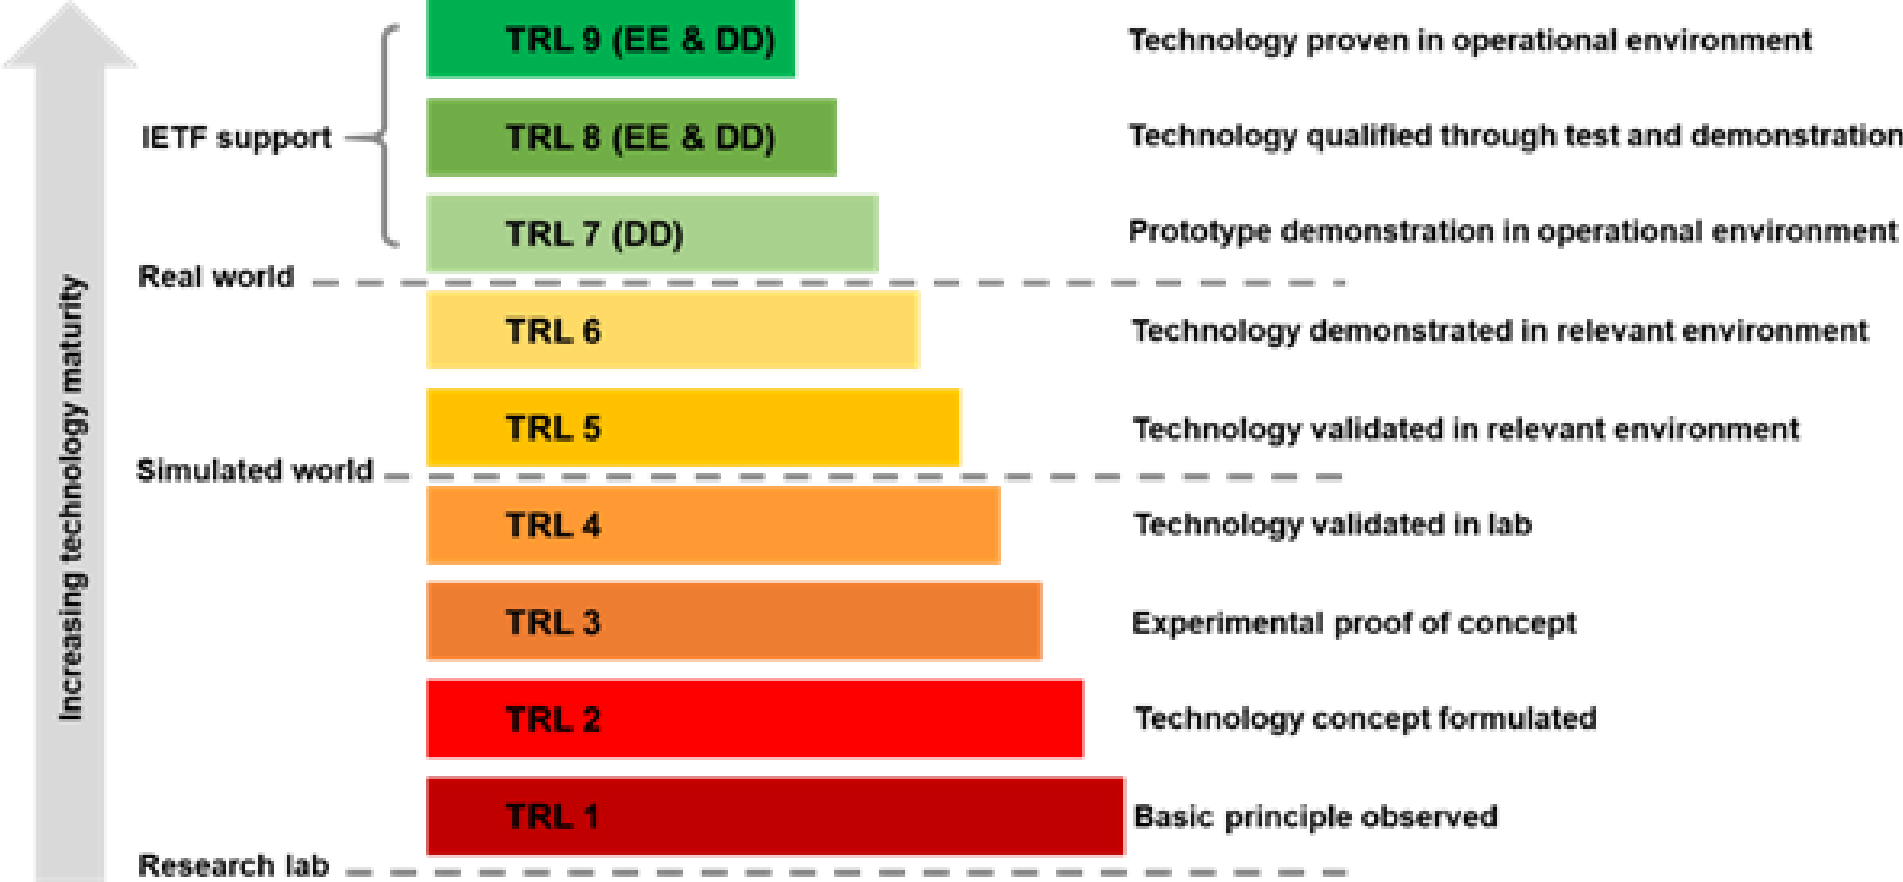 TRL 9 (EE & DD) Technology proven in operational environment
IETF support
TRL 8 (EE & DD) Technology qualified through test and demonstration
TRL 7 (DD) Prototype demonstration in operational environment
Real world
TRL 6 Technology demonstrated in relevant environment
TRL 5 Technology validated in relevant environment
Simulated world
TRL 4 Technology validated in lab
TRL 3 Experimental proof of concept
TRL 2 Technology concept formulated
TRL 1 Basic principle observed
Research lab
Increasing technology maturity